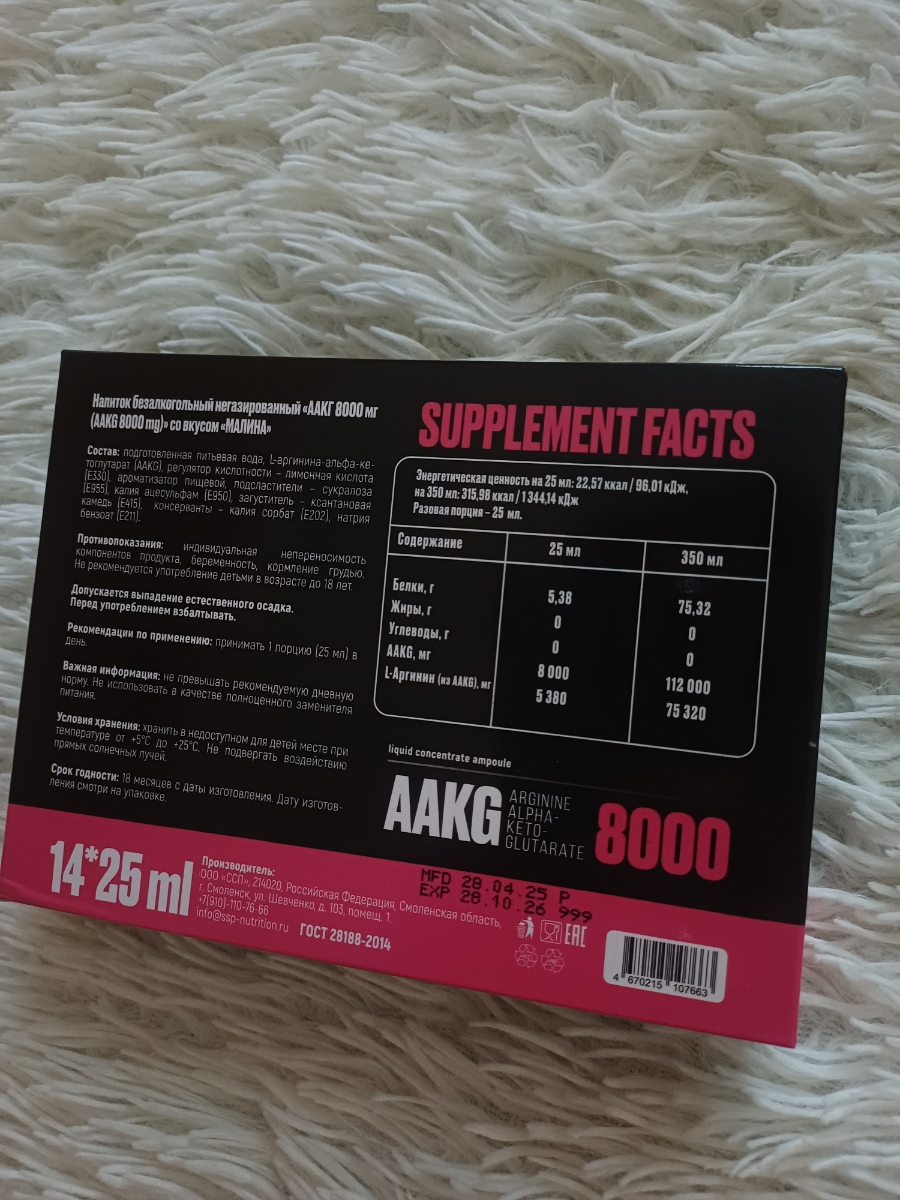 Напиток безалкогольный негазированный «ААКГ 8000 мг
(AAKG 8000 mg)» со вкусом «МАЛИНА»
Состав: подготовленная питьевая вода, L-аргинина-альфа-ке-
тоглутарат (AAKG), регулятор кислотности – лимонная кислота
(Е330), ароматизатор пищевой, подсластители – сукралоза
(Е955), калия ацесульфам (Е950), загуститель – ксантановая
камедь (Е415), консерванты – калия сорбат (Е202), натрия
бензоат (Е211).
Противопоказания: индивидуальная непереносимость
компонентов продукта, беременность, кормление грудью.
Не рекомендуется употребление детьми в возрасте до 18 лет.
Допускается выпадение естественного осадка.
Перед употреблением взбалтывать.
Рекомендации по применению: принимать 1 порцию (25 мл) в
день.
Важная информация: не превышать рекомендуемую дневную
норму. Не использовать в качестве полноценного заменителя
питания.
Условия хранения: хранить в недоступном для детей месте при
температуре от +5°С до +25°С. Не подвергать воздействию
прямых солнечных лучей.
Срок годности: 18 месяцев с даты изготовления. Дату изготов-
ления смотри на упаковке.
SUPPLEMENT FACTS
Энергетическая ценность на 25 мл: 22,57 ккал / 96,01 кДж,
на 350 мл: 315,98 ккал / 1344,14 кДж
Разовая порция – 25 мл.
Содержание 25 мл 350 мл
Белки, г 5,38 75,32
Жиры, г 0 0
Углеводы, г 0 0
AAKG, мг 8 000 112 000
L-Аргинин (из AAKG), мг 5 380 75 320
liquid concentrate ampoule
AAKG
ARGININE
ALPHA-
KETO-
GLUTARATE
8000
14*25 ml
Производитель:
ООО «ССП», 214020, Российская Федерация, Смоленская область,
г. Смоленск, ул. Шевченко, д. 103, помещ. 1.
+7(910)-110-76-66
info@ssp-nutrition.ru
ГОСТ 28188-2014
MFD 28.04.25 P
EXP 28.10.26 999
EAC
4 670215 107663